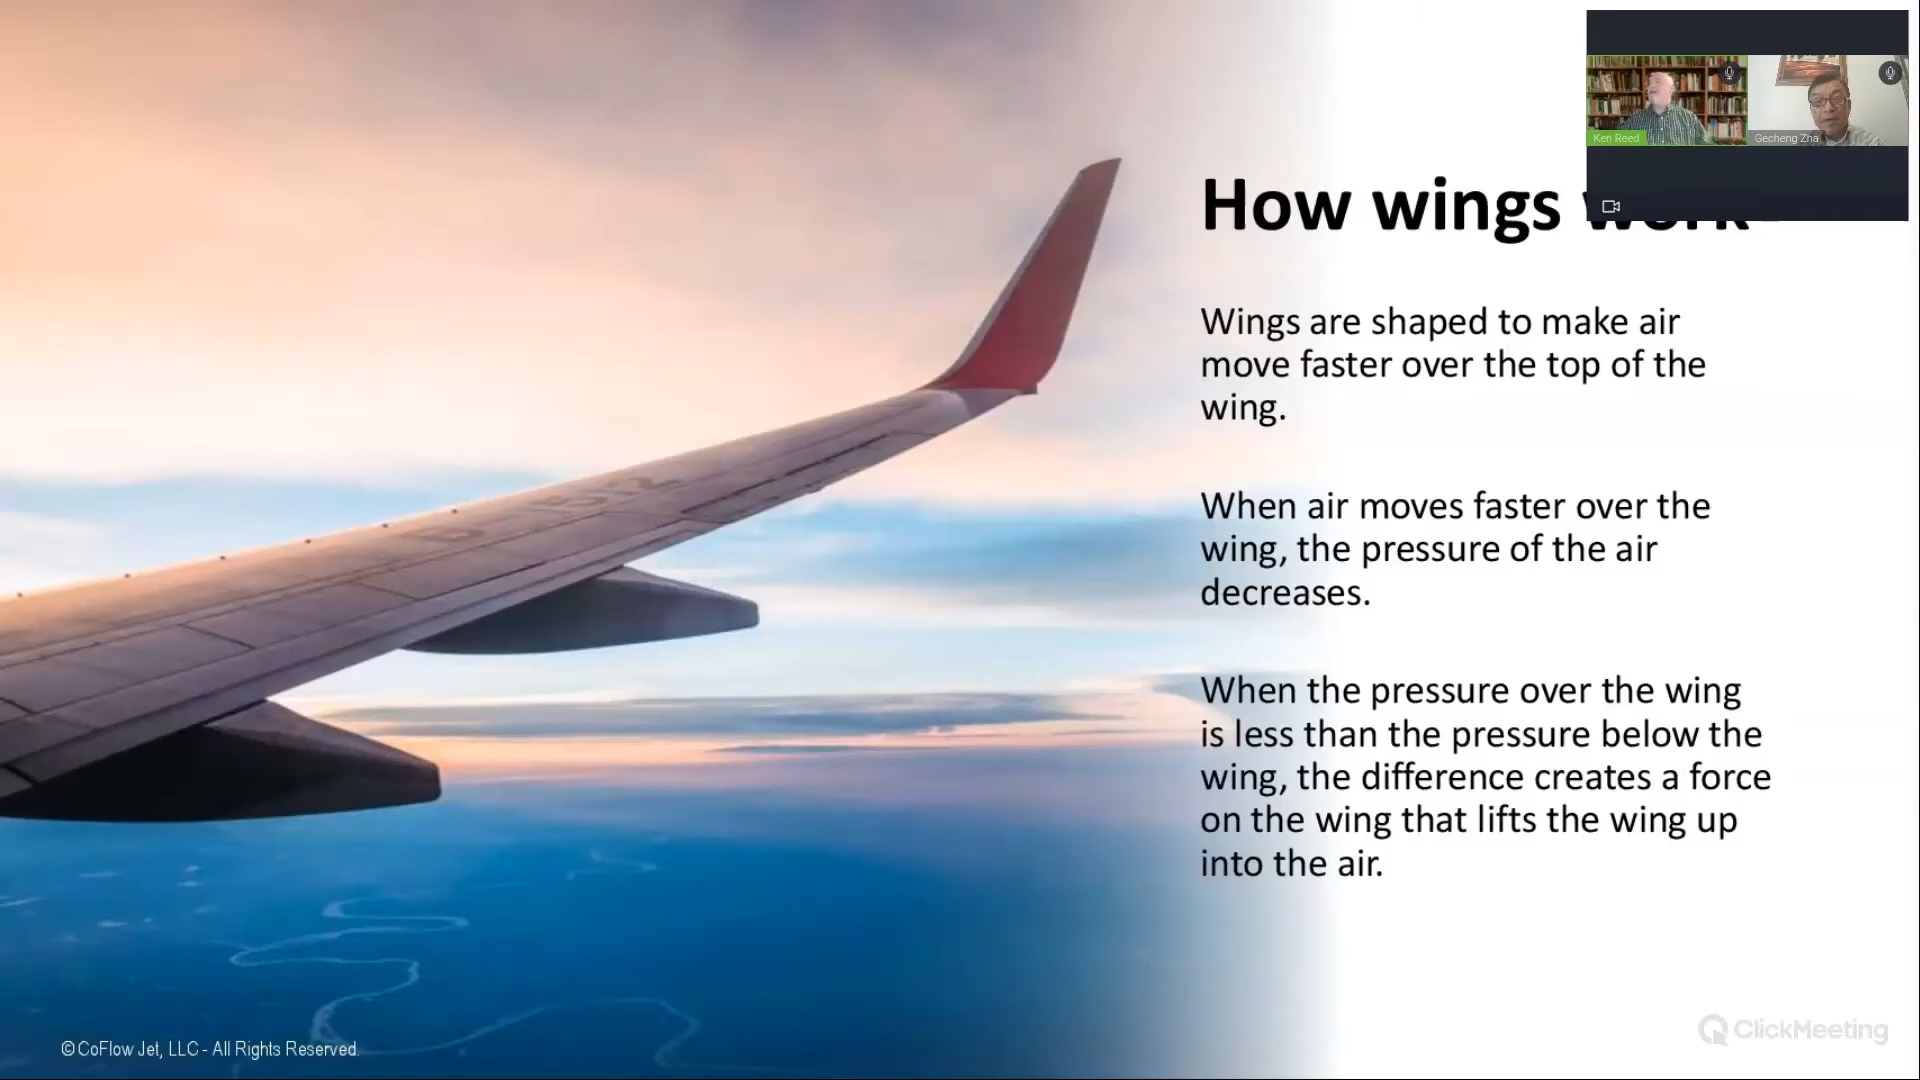 Ken Reed
Gecheng Zha
How wings work
Wings are shaped to make air
move faster over the top of the
wing.
When air moves faster over the
wing, the pressure of the air
decreases.
When the pressure over the wing
is less than the pressure below the
wing, the difference creates a force
on the wing that lifts the wing up
into the air.
©CoFlow Jet, LLC - All Rights Reserved.
ClickMeeting